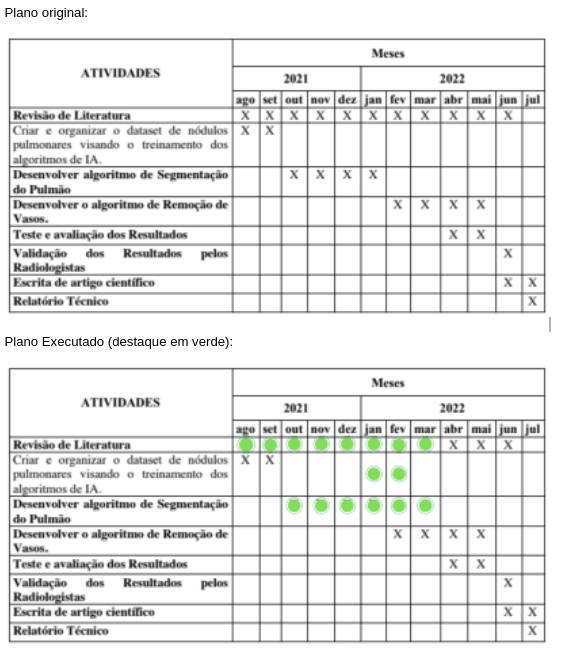 Plano original:
Meses
ATIVIDADES
2021 2022
ago set out nov dez jan fev mar abr mai jun jul
Revisão de Literatura X X X X X X X X X X X
Criar e organizar o dataset de nódulos X X
pulmonares visando o treinamento dos
algoritmos de IA.
Desenvolver algoritmo de Segmentação X X X X
do Pulmão
Desenvolver o algoritmo de Remoção de X X X X
Vasos.
Teste e avaliação dos Resultados X X
Validação dos Resultados pelos X
Radiologistas
Escrita de artigo científico X X
Relatório Técnico X
Plano Executado (destaque em verde):
Meses
ATIVIDADES
2021 2022
ago set out nov dez jan fev mar abr mai jun jul
Revisão de Literatura X X X
Criar e organizar o dataset de nódulos X X
pulmonares visando o treinamento dos
algoritmos de IA.
Desenvolver algoritmo de Segmentação
do Pulmão
Desenvolver o algoritmo de Remoção de X X X X
Vasos.
Teste e avaliação dos Resultados X X
Validação dos Resultados pelos X
Radiologistas
Escrita de artigo científico X X
Relatório Técnico X